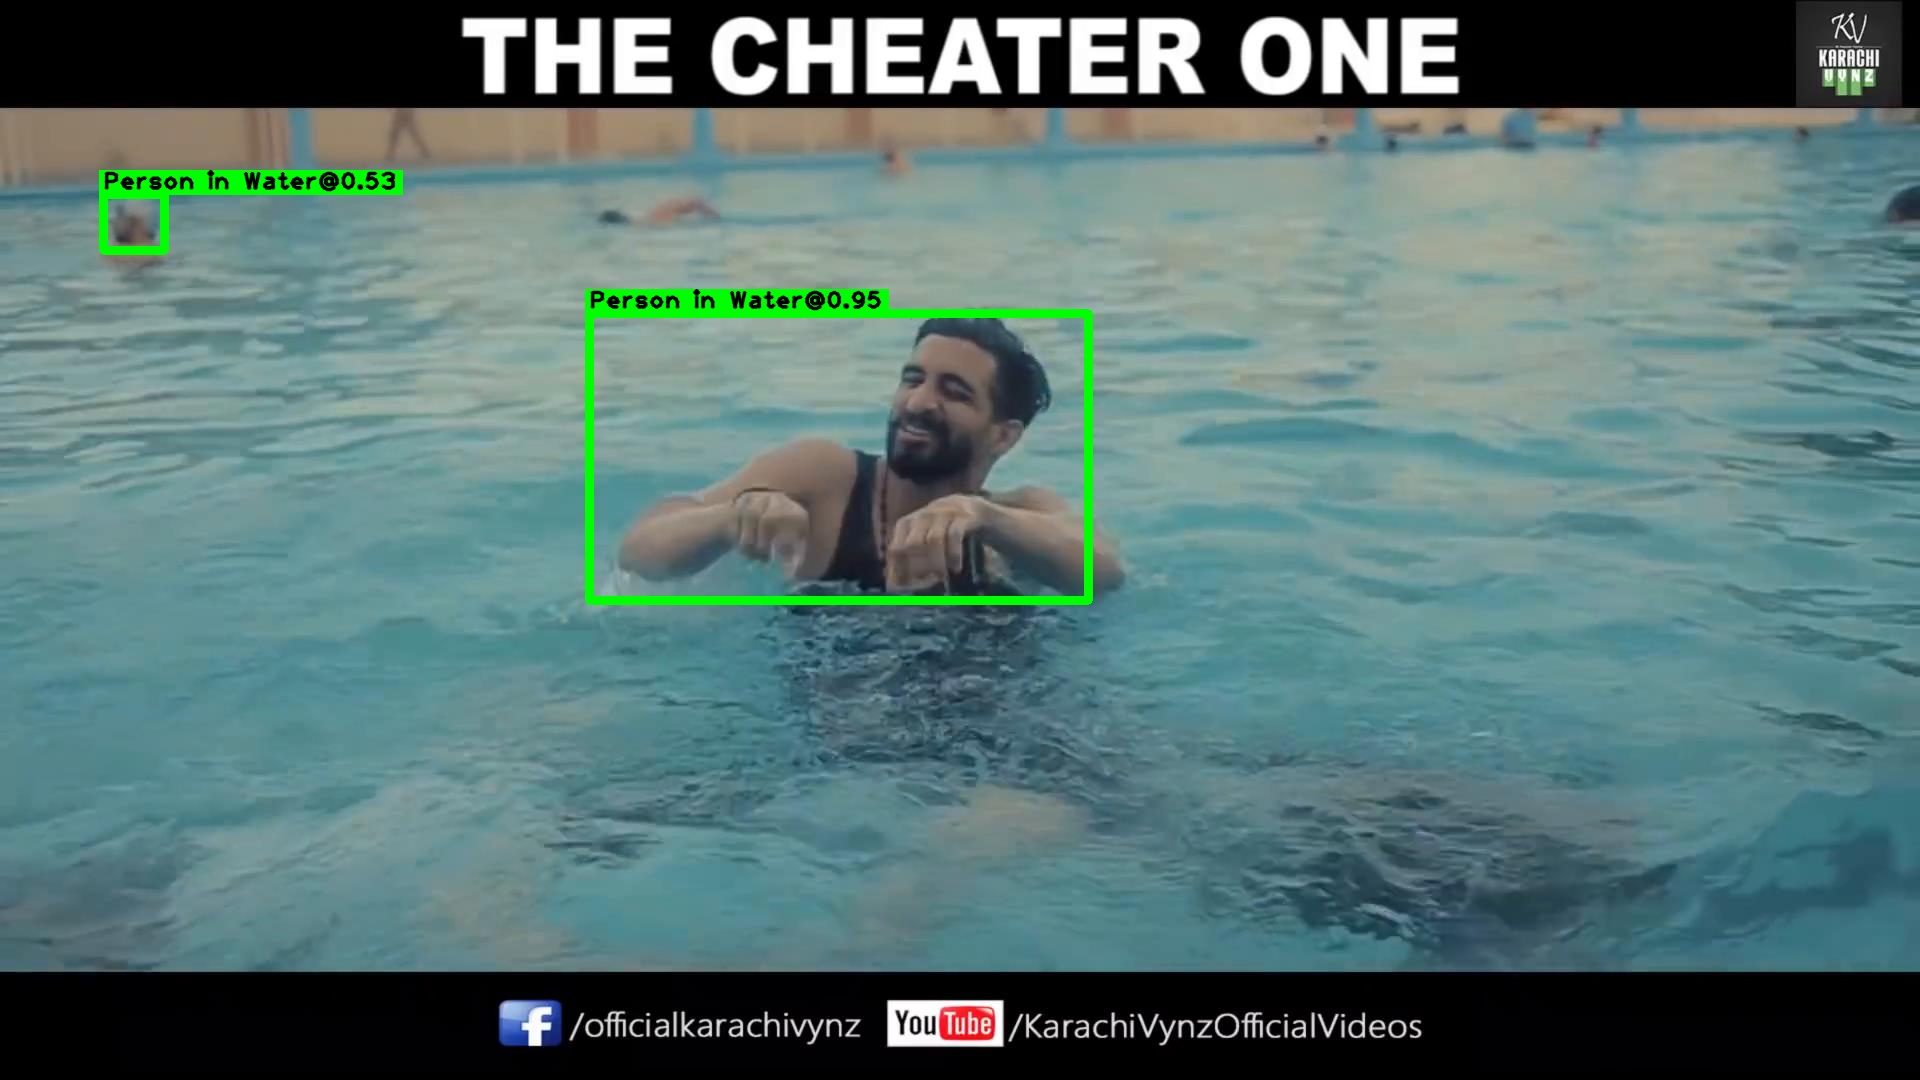 THE CHEATER ONE
KV
KARACHI
VYNZ
Person in Water@0.53
Person in Water@0.95
/officialkarachivynz
YouTube /KarachiVynzOfficialVideos